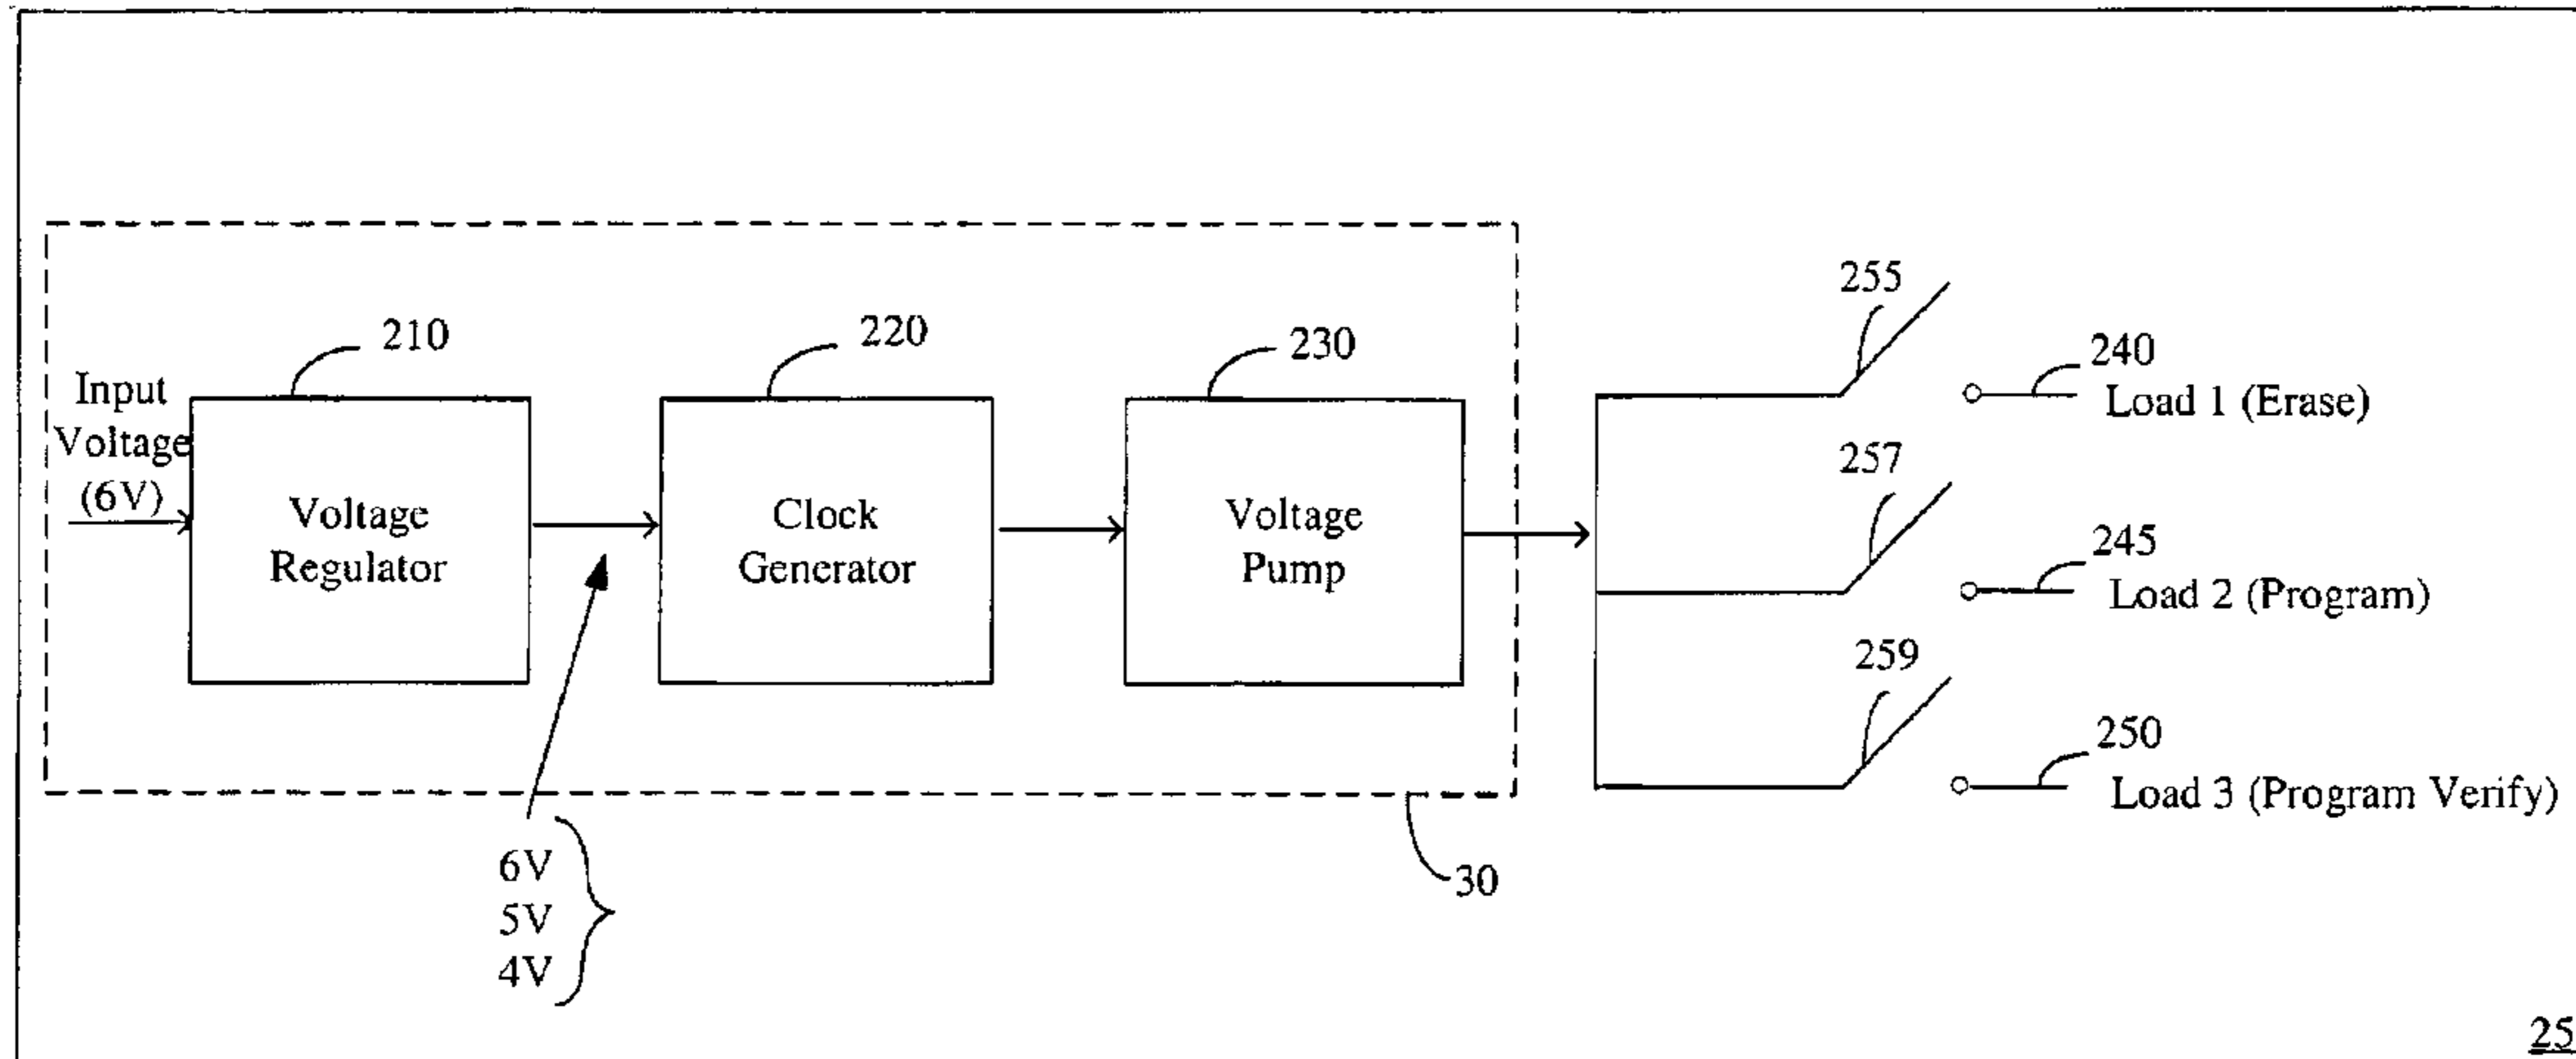 255
210
220
230
240
Input
Voltage
(6V)
Load 1 (Erase)
257
Voltage
Regulator
Clock
Generator
Voltage
Pump
245
Load 2 (Program)
259
250
Load 3 (Program Verify)
6V
5V
4V
30
25